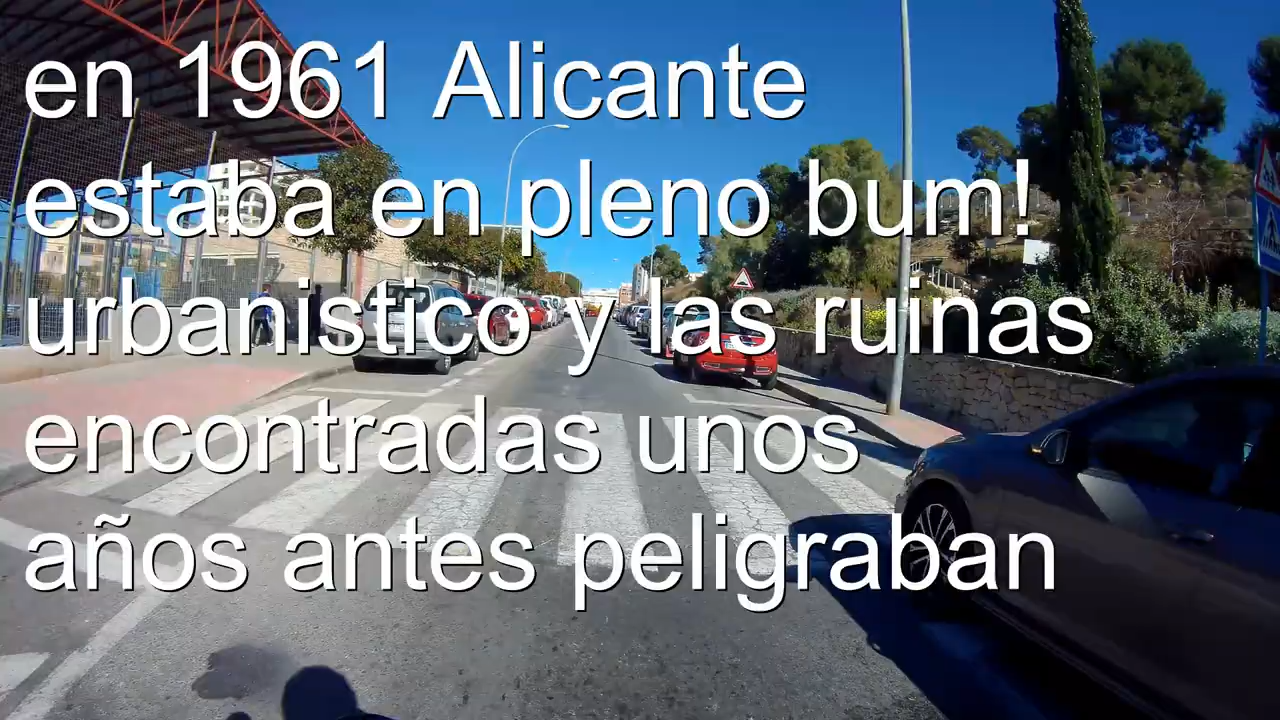 en 1961 Alicante
estaba en pleno bum!
urbanistico y las ruinas
encontradas unos
años antes peligraban